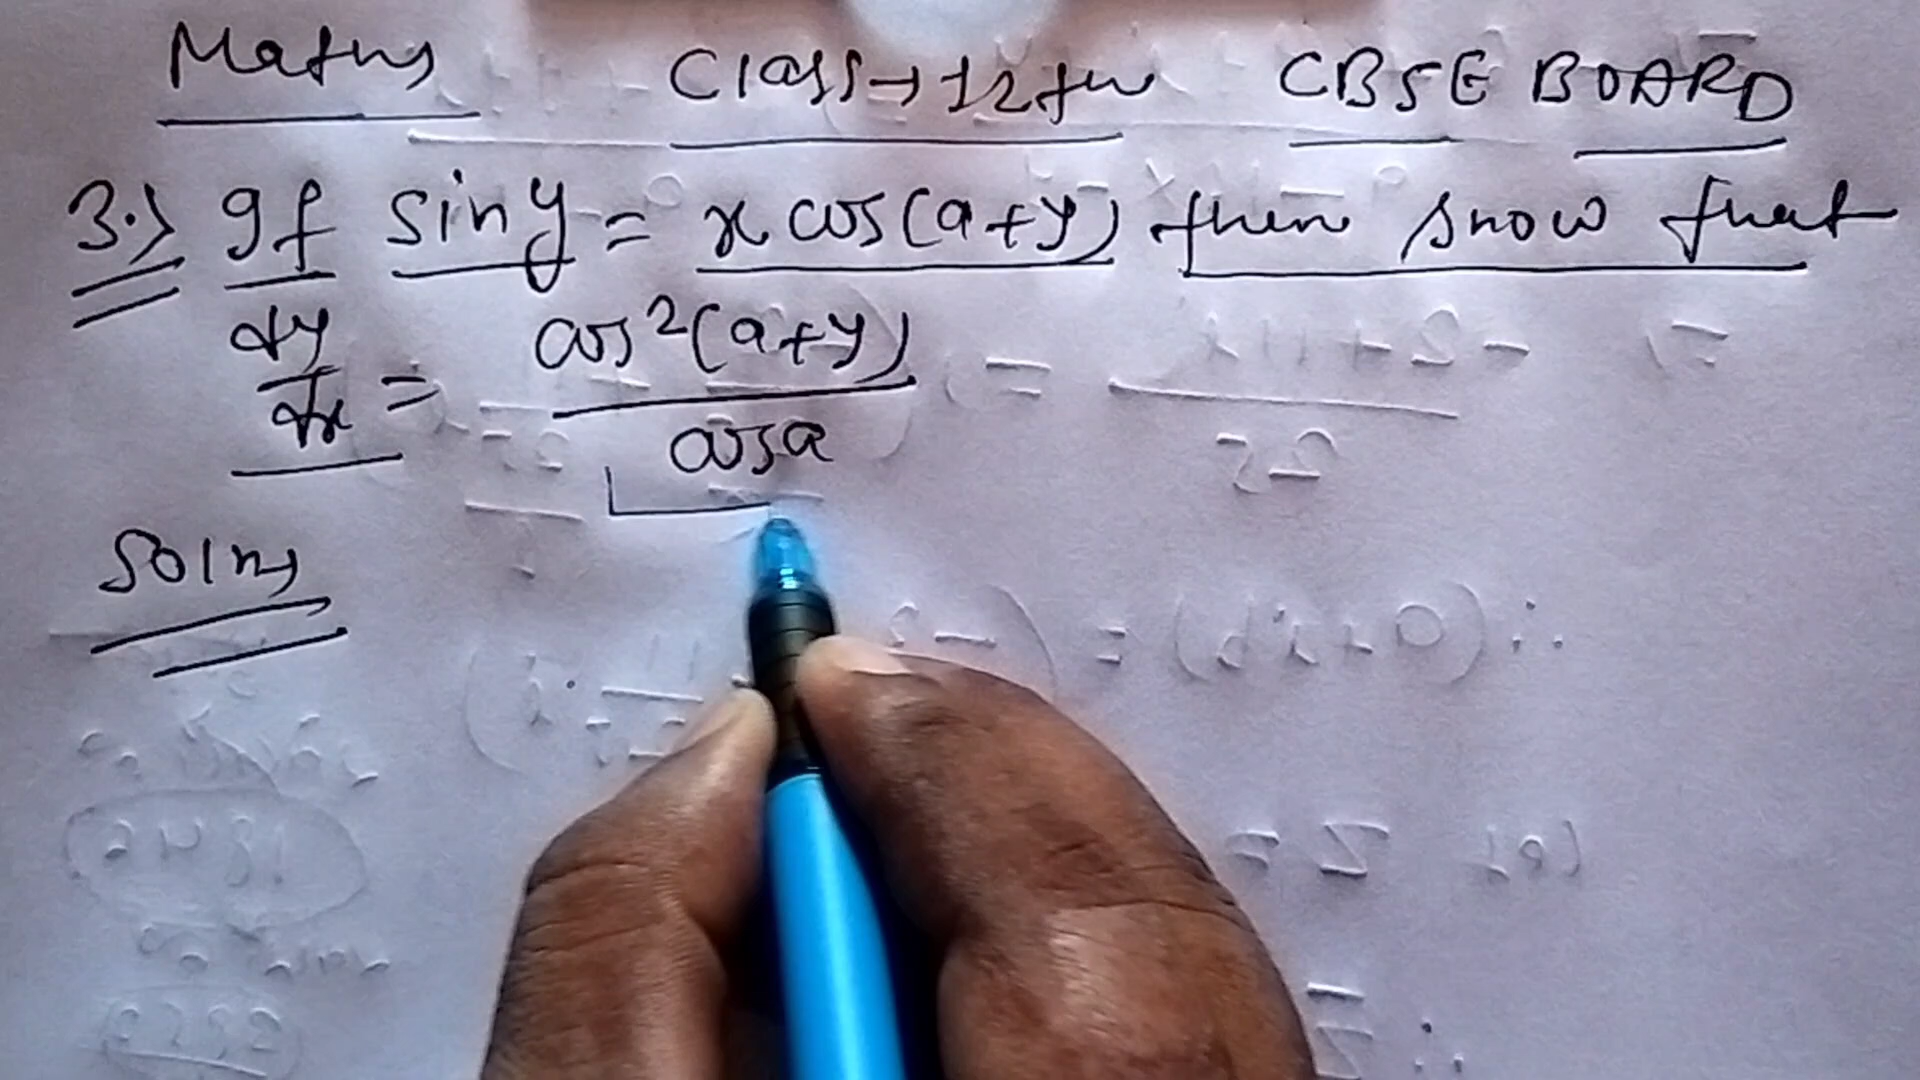 Maths Class → 12th CBSE BOARD
3.) If sin y = x cos(a+y) then show that
dy/dx = cos²(a+y)/cos a
Soln→